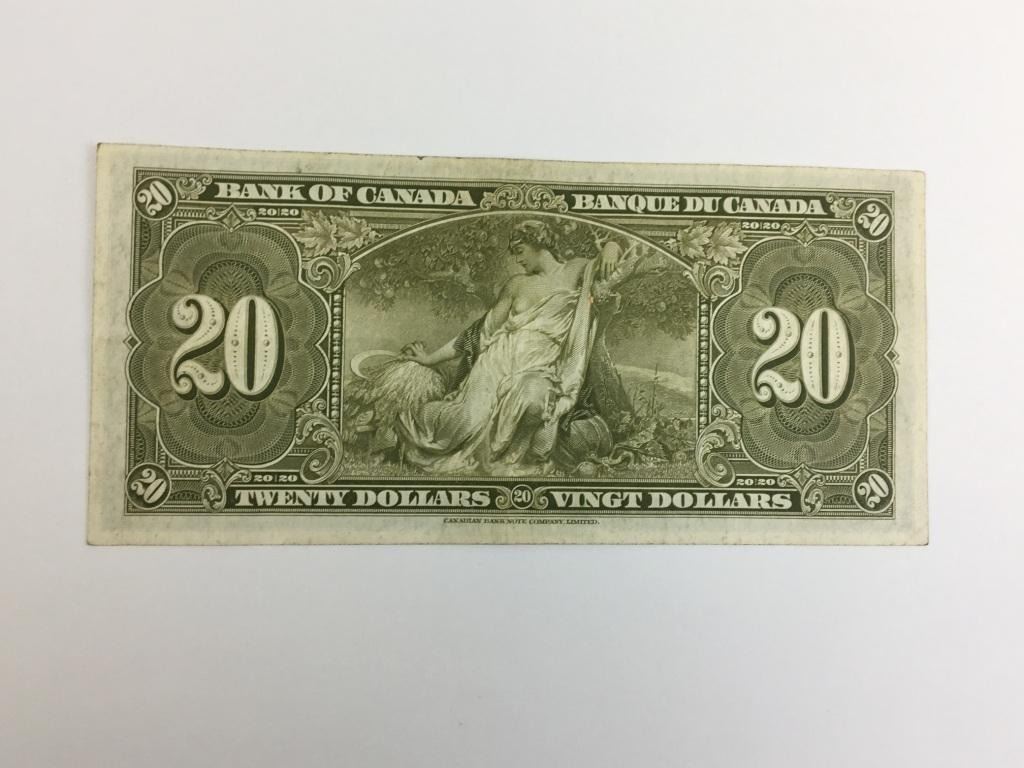 20 BANK OF CANADA BANQUE DU CANADA 20
20|20 20|20
20 20
20|20 20|20
20 TWENTY DOLLARS 20 VINGT DOLLARS 20
CANADIAN BANK NOTE COMPANY, LIMITED.